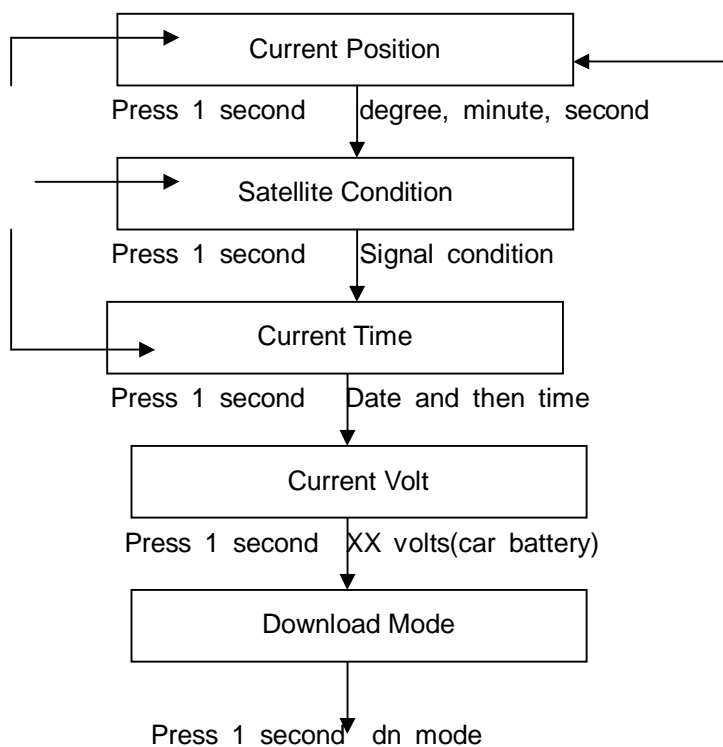 Current Position
Press 1 second degree, minute, second
Satellite Condition
Press 1 second Signal condition
Current Time
Press 1 second Date and then time
Current Volt
Press 1 second XX volts(car battery)
Download Mode
Press 1 second dn mode